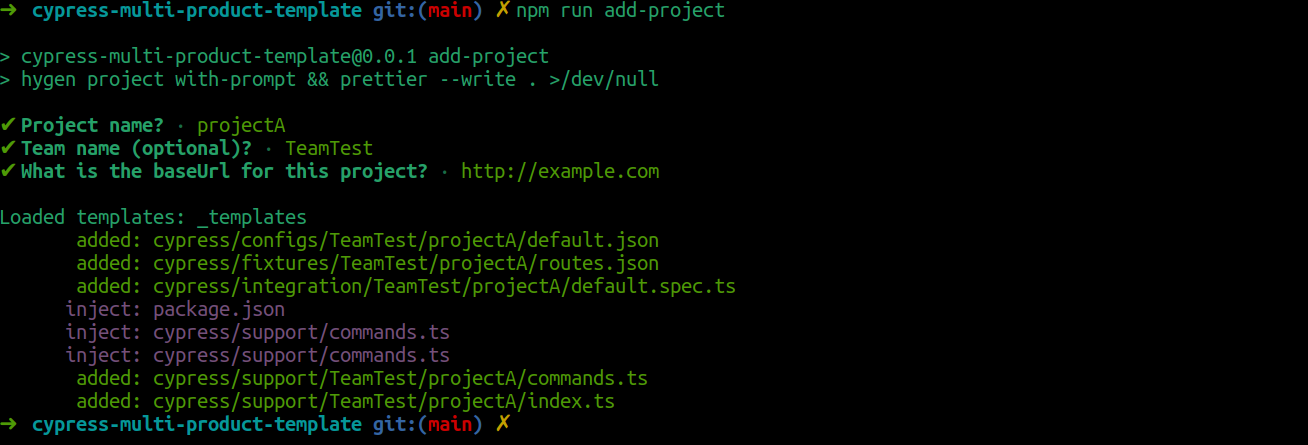 ➜ cypress-multi-product-template git:(main) ✗ npm run add-project
> cypress-multi-product-template@0.0.1 add-project
> hygen project with-prompt && prettier --write . >/dev/null
✔ Project name? · projectA
✔ Team name (optional)? · TeamTest
✔ What is the baseUrl for this project? · http://example.com
Loaded templates: _templates
added: cypress/configs/TeamTest/projectA/default.json
added: cypress/fixtures/TeamTest/projectA/routes.json
added: cypress/integration/TeamTest/projectA/default.spec.ts
inject: package.json
inject: cypress/support/commands.ts
inject: cypress/support/commands.ts
added: cypress/support/TeamTest/projectA/commands.ts
added: cypress/support/TeamTest/projectA/index.ts
➜ cypress-multi-product-template git:(main) ✗